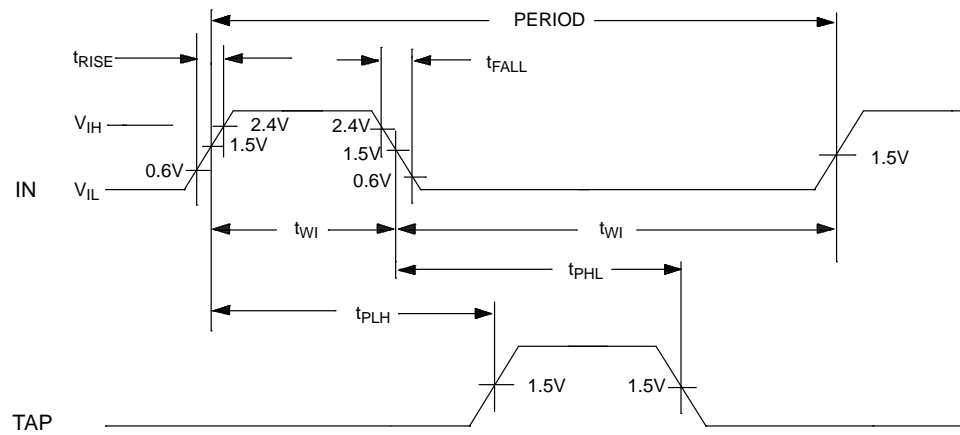 PERIOD
tRISE
tFALL
VIH
2.4V
2.4V
1.5V
1.5V
1.5V
0.6V
0.6V
IN
VIL
tWI
tWI
tPHL
tPLH
1.5V
1.5V
TAP